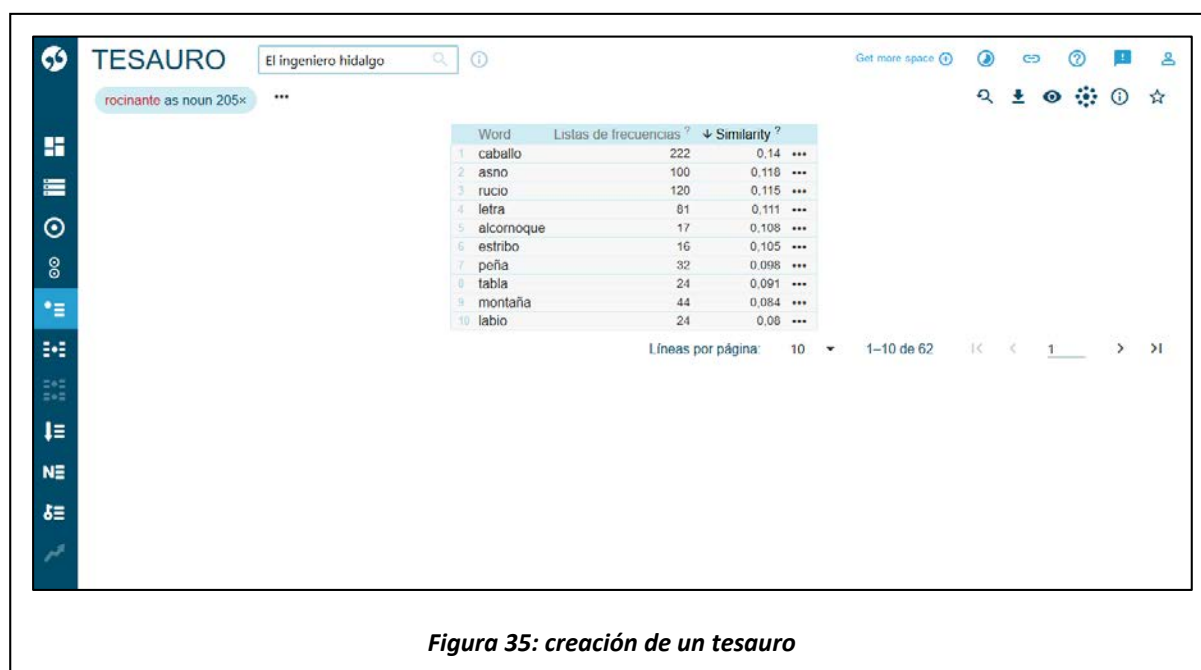 TESAURO El ingeniero hidalgo Get more space
rocinante as noun 205× •••
Word Listas de frecuencias ? ↓ Similarity ?
1 caballo 222 0,14 •••
2 asno 100 0,118 •••
3 rucio 120 0,115 •••
4 letra 81 0,111 •••
5 alcornoque 17 0,108 •••
6 estribo 16 0,105 •••
7 peña 32 0,098 •••
8 tabla 24 0,091 •••
9 montaña 44 0,084 •••
10 labio 24 0,08 •••
Líneas por página: 10 1–10 de 62 1
N
Figura 35: creación de un tesauro